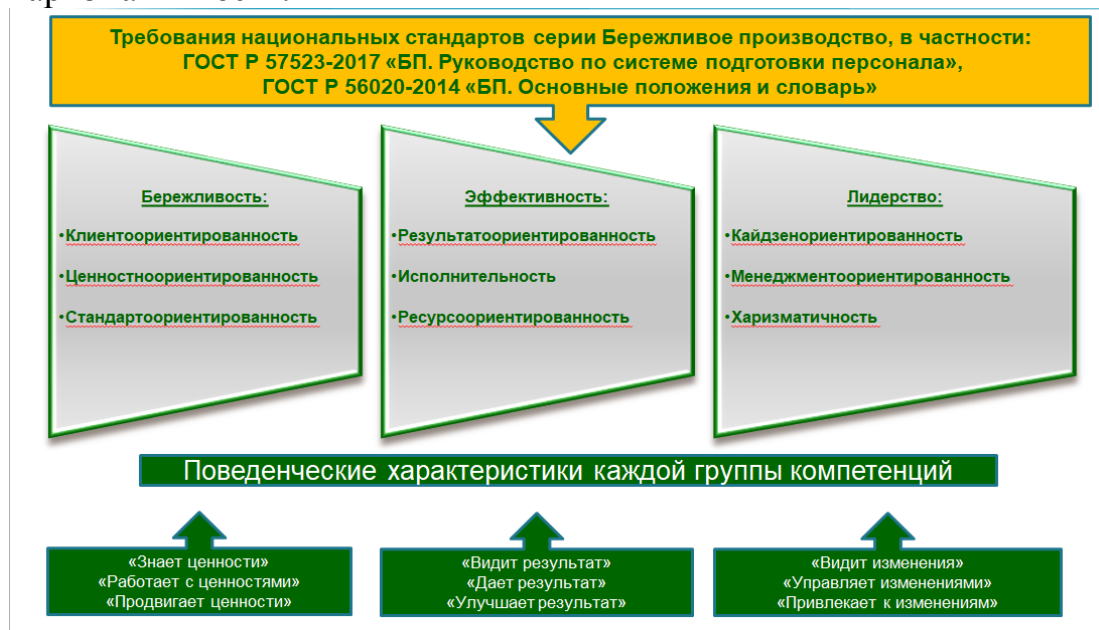 Требования национальных стандартов серии Бережливое производство, в частности:
ГОСТ Р 57523-2017 «БП. Руководство по системе подготовки персонала»,
ГОСТ Р 56020-2014 «БП. Основные положения и словарь»
Бережливость:
•Клиентоориентированность
•Ценностноориентированность
•Стандартоориентированность
Эффективность:
•Результатоориентированность
•Исполнительность
•Ресурсоориентированность
Лидерство:
•Кайдзенориентированность
•Менеджментоориентированность
•Харизматичность
Поведенческие характеристики каждой группы компетенций
«Знает ценности»
«Работает с ценностями»
«Продвигает ценности»
«Видит результат»
«Дает результат»
«Улучшает результат»
«Видит изменения»
«Управляет изменениями»
«Привлекает к изменениям»